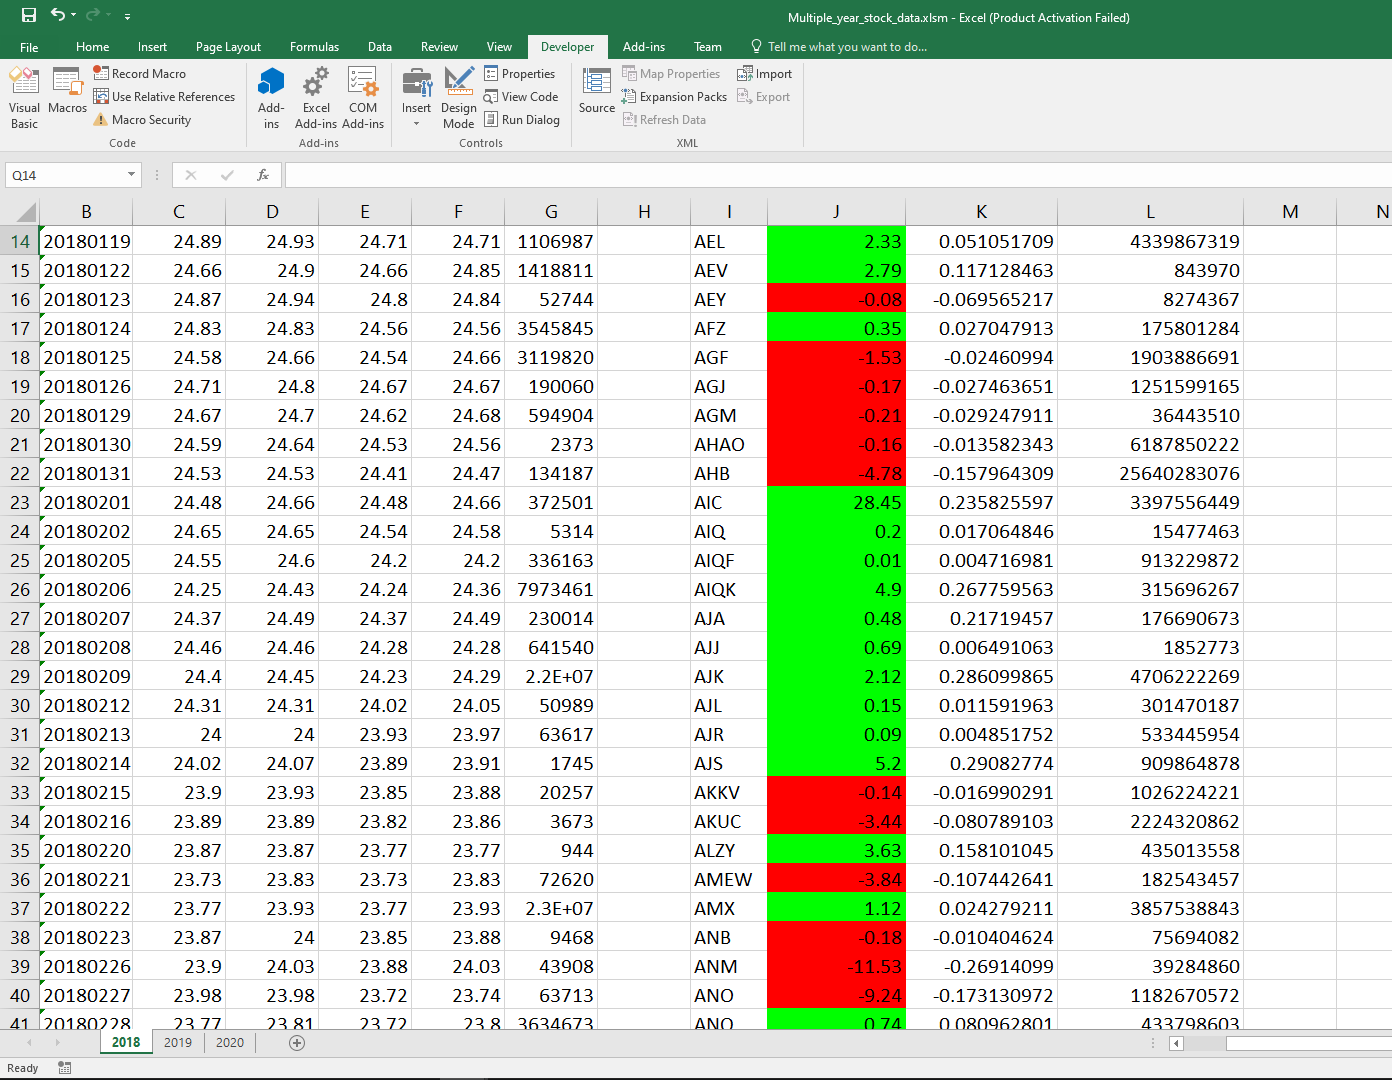 Multiple_year_stock_data.xlsm - Excel (Product Activation Failed)
File Home Insert Page Layout Formulas Data Review View Developer Add-ins Team Tell me what you want to do...
Visual Basic
Macros
Record Macro
Use Relative References
Macro Security
Code
Add-ins
Excel Add-ins
COM Add-ins
Add-ins
Insert
Design Mode
Properties
View Code
Run Dialog
Controls
Source
Map Properties
Expansion Packs
Refresh Data
Import
Export
XML
Q14 fx
B C D E F G H I J K L M N
14 20180119 24.89 24.93 24.71 24.71 1106987 AEL 2.33 0.051051709 4339867319
15 20180122 24.66 24.9 24.66 24.85 1418811 AEV 2.79 0.117128463 843970
16 20180123 24.87 24.94 24.8 24.84 52744 AEY -0.08 -0.069565217 8274367
17 20180124 24.83 24.83 24.56 24.56 3545845 AFZ 0.35 0.027047913 175801284
18 20180125 24.58 24.66 24.54 24.66 3119820 AGF -1.53 -0.02460994 1903886691
19 20180126 24.71 24.8 24.67 24.67 190060 AGJ -0.17 -0.027463651 1251599165
20 20180129 24.67 24.7 24.62 24.68 594904 AGM -0.21 -0.029247911 36443510
21 20180130 24.59 24.64 24.53 24.56 2373 AHAO -0.16 -0.013582343 6187850222
22 20180131 24.53 24.53 24.41 24.47 134187 AHB -4.78 -0.157964309 25640283076
23 20180201 24.48 24.66 24.48 24.66 372501 AIC 28.45 0.235825597 3397556449
24 20180202 24.65 24.65 24.54 24.58 5314 AIQ 0.2 0.017064846 15477463
25 20180205 24.55 24.6 24.2 24.2 336163 AIQF 0.01 0.004716981 913229872
26 20180206 24.25 24.43 24.24 24.36 7973461 AIQK 4.9 0.267759563 315696267
27 20180207 24.37 24.49 24.37 24.49 230014 AJA 0.48 0.21719457 176690673
28 20180208 24.46 24.46 24.28 24.28 641540 AJJ 0.69 0.006491063 1852773
29 20180209 24.4 24.45 24.23 24.29 2.2E+07 AJK 2.12 0.286099865 4706222269
30 20180212 24.31 24.31 24.02 24.05 50989 AJL 0.15 0.011591963 301470187
31 20180213 24 24 23.93 23.97 63617 AJR 0.09 0.004851752 533445954
32 20180214 24.02 24.07 23.89 23.91 1745 AJS 5.2 0.29082774 909864878
33 20180215 23.9 23.93 23.85 23.88 20257 AKKV -0.14 -0.016990291 1026224221
34 20180216 23.89 23.89 23.82 23.86 3673 AKUC -3.44 -0.080789103 2224320862
35 20180220 23.87 23.87 23.77 23.77 944 ALZY 3.63 0.158101045 435013558
36 20180221 23.73 23.83 23.73 23.83 72620 AMEW -3.84 -0.107442641 182543457
37 20180222 23.77 23.93 23.77 23.93 2.3E+07 AMX 1.12 0.024279211 3857538843
38 20180223 23.87 24 23.85 23.88 9468 ANB -0.18 -0.010404624 75694082
39 20180226 23.9 24.03 23.88 24.03 43908 ANM -11.53 -0.26914099 39284860
40 20180227 23.98 23.98 23.72 23.74 63713 ANO -9.24 -0.173130972 1182670572
41 20180228 23.77 23.81 23.72 23.8 3634673 ANQ 0.74 0.080962801 433798603
2018 2019 2020
Ready